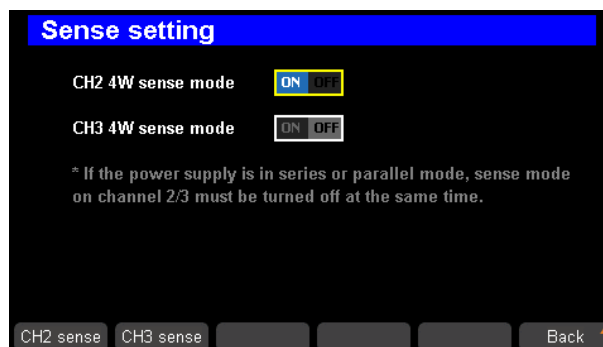 Sense setting
CH2 4W sense mode ON OFF
CH3 4W sense mode ON OFF
* If the power supply is in series or parallel mode, sense mode
on channel 2/3 must be turned off at the same time.
CH2 sense CH3 sense Back